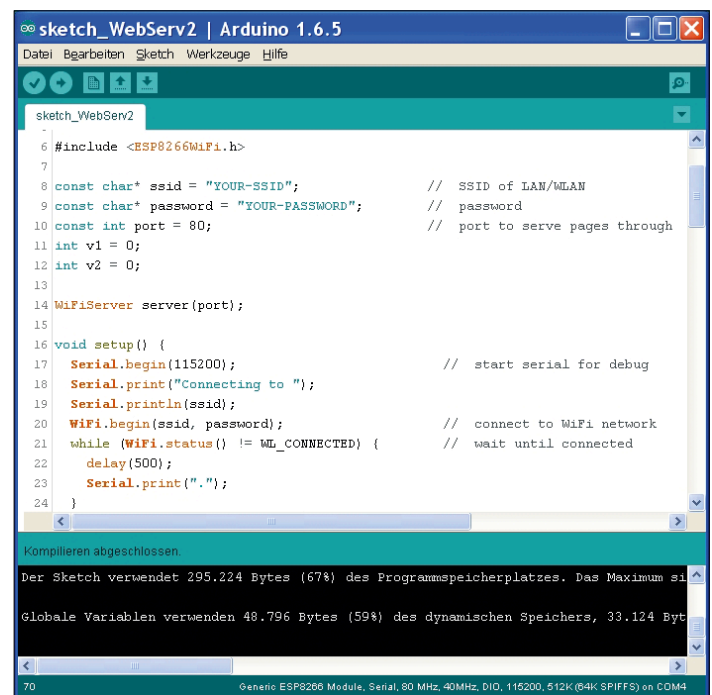 sketch_WebServ2 | Arduino 1.6.5
Datei Bearbeiten Sketch Werkzeuge Hilfe
sketch_WebServ2
6 #include <ESP8266WiFi.h>
7
8 const char* ssid = "YOUR-SSID"; // SSID of LAN/WLAN
9 const char* password = "YOUR-PASSWORD"; // password
10 const int port = 80; // port to serve pages through
11 int v1 = 0;
12 int v2 = 0;
13
14 WiFiServer server(port);
15
16 void setup() {
17 Serial.begin(115200); // start serial for debug
18 Serial.print("Connecting to ");
19 Serial.println(ssid);
20 WiFi.begin(ssid, password); // connect to WiFi network
21 while (WiFi.status() != WL_CONNECTED) { // wait until connected
22 delay(500);
23 Serial.print(".");
24 }
Kompilieren abgeschlossen.
Der Sketch verwendet 295.224 Bytes (67%) des Programmspeicherplatzes. Das Maximum si
Globale Variablen verwenden 48.796 Bytes (59%) des dynamischen Speichers, 33.124 Byt
70 Generic ESP8266 Module, Serial, 80 MHz, 40MHz, DIO, 115200, 512K (64K SPIFFS) on COM4